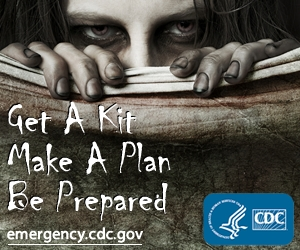 Get A Kit
Make A Plan
Be Prepared
emergency.cdc.gov
CDC